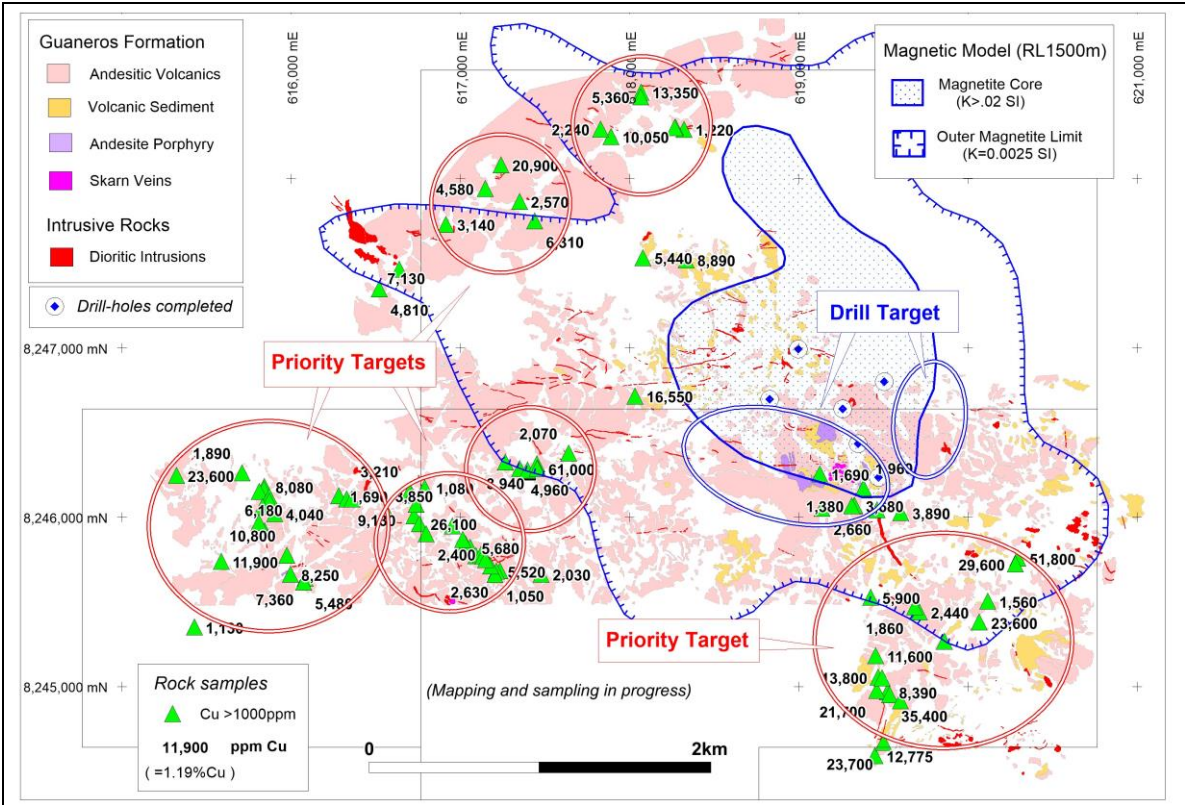 Guaneros Formation
Andesitic Volcanics
Volcanic Sediment
Andesite Porphyry
Skarn Veins
Intrusive Rocks
Dioritic Intrusions
Drill-holes completed
616,000 mE
617,000 mE
618,000 mE
619,000 mE
621,000 mE
Magnetic Model (RL1500m)
Magnetite Core
(K>.02 SI)
Outer Magnetite Limit
(K=0.0025 SI)
5,360
13,350
2,240
10,050
1,220
20,900
4,580
2,570
3,140
6,310
7,130
4,810
5,440
8,890
8,247,000 mN
Priority Targets
Drill Target
16,550
2,070
61,000
3,940
4,960
1,890
23,600
8,080
6,180
4,040
10,800
11,900
8,250
7,360
5,480
1,130
3,210
1,690
3,850
1,080
9,130
26,100
2,400
5,680
5,520
2,630
1,050
2,030
1,690
1,960
1,380
3,680
2,660
3,890
8,246,000 mN
51,800
29,600
5,900
1,860
2,440
1,560
23,600
11,600
13,800
8,390
21,700
35,400
23,700
12,775
Priority Target
8,245,000 mN
(Mapping and sampling in progress)
Rock samples
Cu >1000ppm
11,900 ppm Cu
( =1.19%Cu )
0
2km